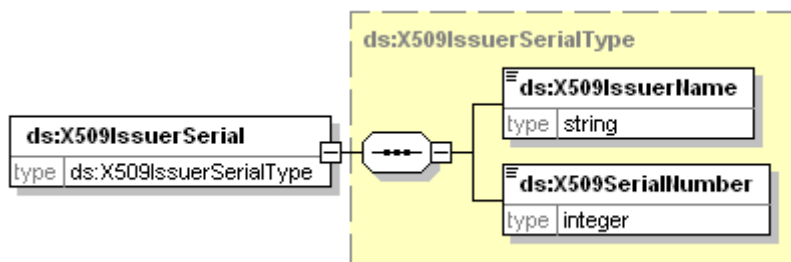 ds:X509IssuerSerialType
ds:X509IssuerName
type string
ds:X509IssuerSerial
type ds:X509IssuerSerialType
ds:X509SerialNumber
type integer